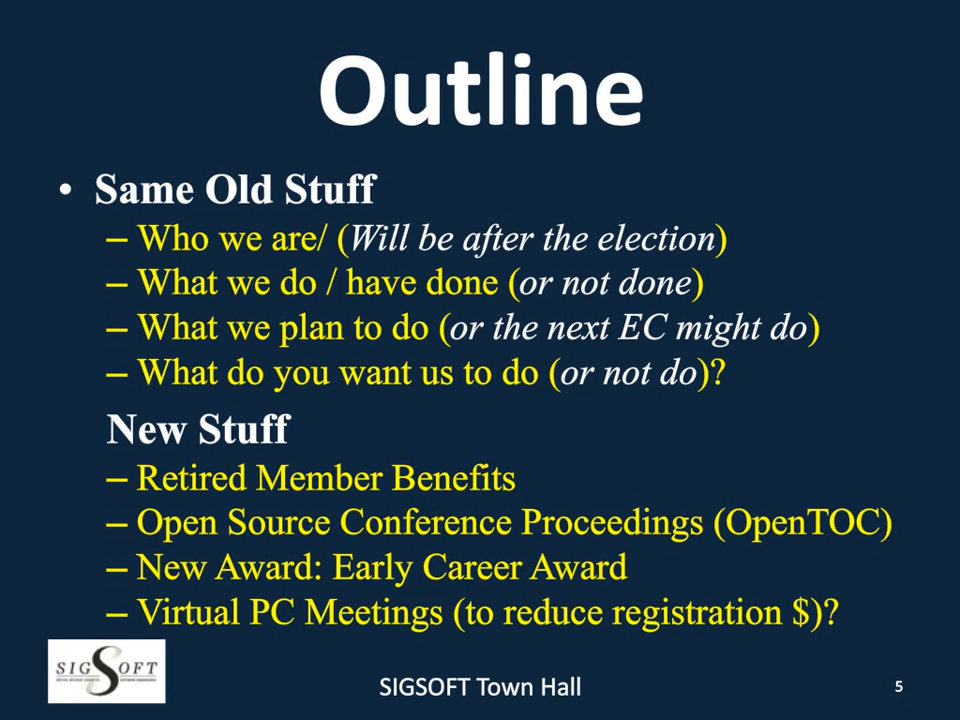 Outline
• Same Old Stuff
– Who we are/ (Will be after the election)
– What we do / have done (or not done)
– What we plan to do (or the next EC might do)
– What do you want us to do (or not do)?
New Stuff
– Retired Member Benefits
– Open Source Conference Proceedings (OpenTOC)
– New Award: Early Career Award
– Virtual PC Meetings (to reduce registration $)?
SIGSOFT
SIGSOFT Town Hall
5